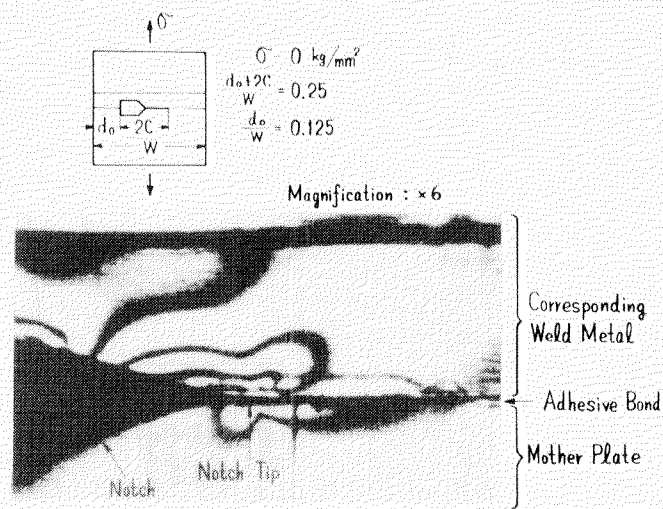 σ
σ 0 kg/mm²
d₀+2C / W = 0.25
d₀ / W = 0.125
d₀ 2C
W
Magnification : ×6
Corresponding
Weld Metal
Adhesive Bond
Mother Plate
Notch Tip
Notch